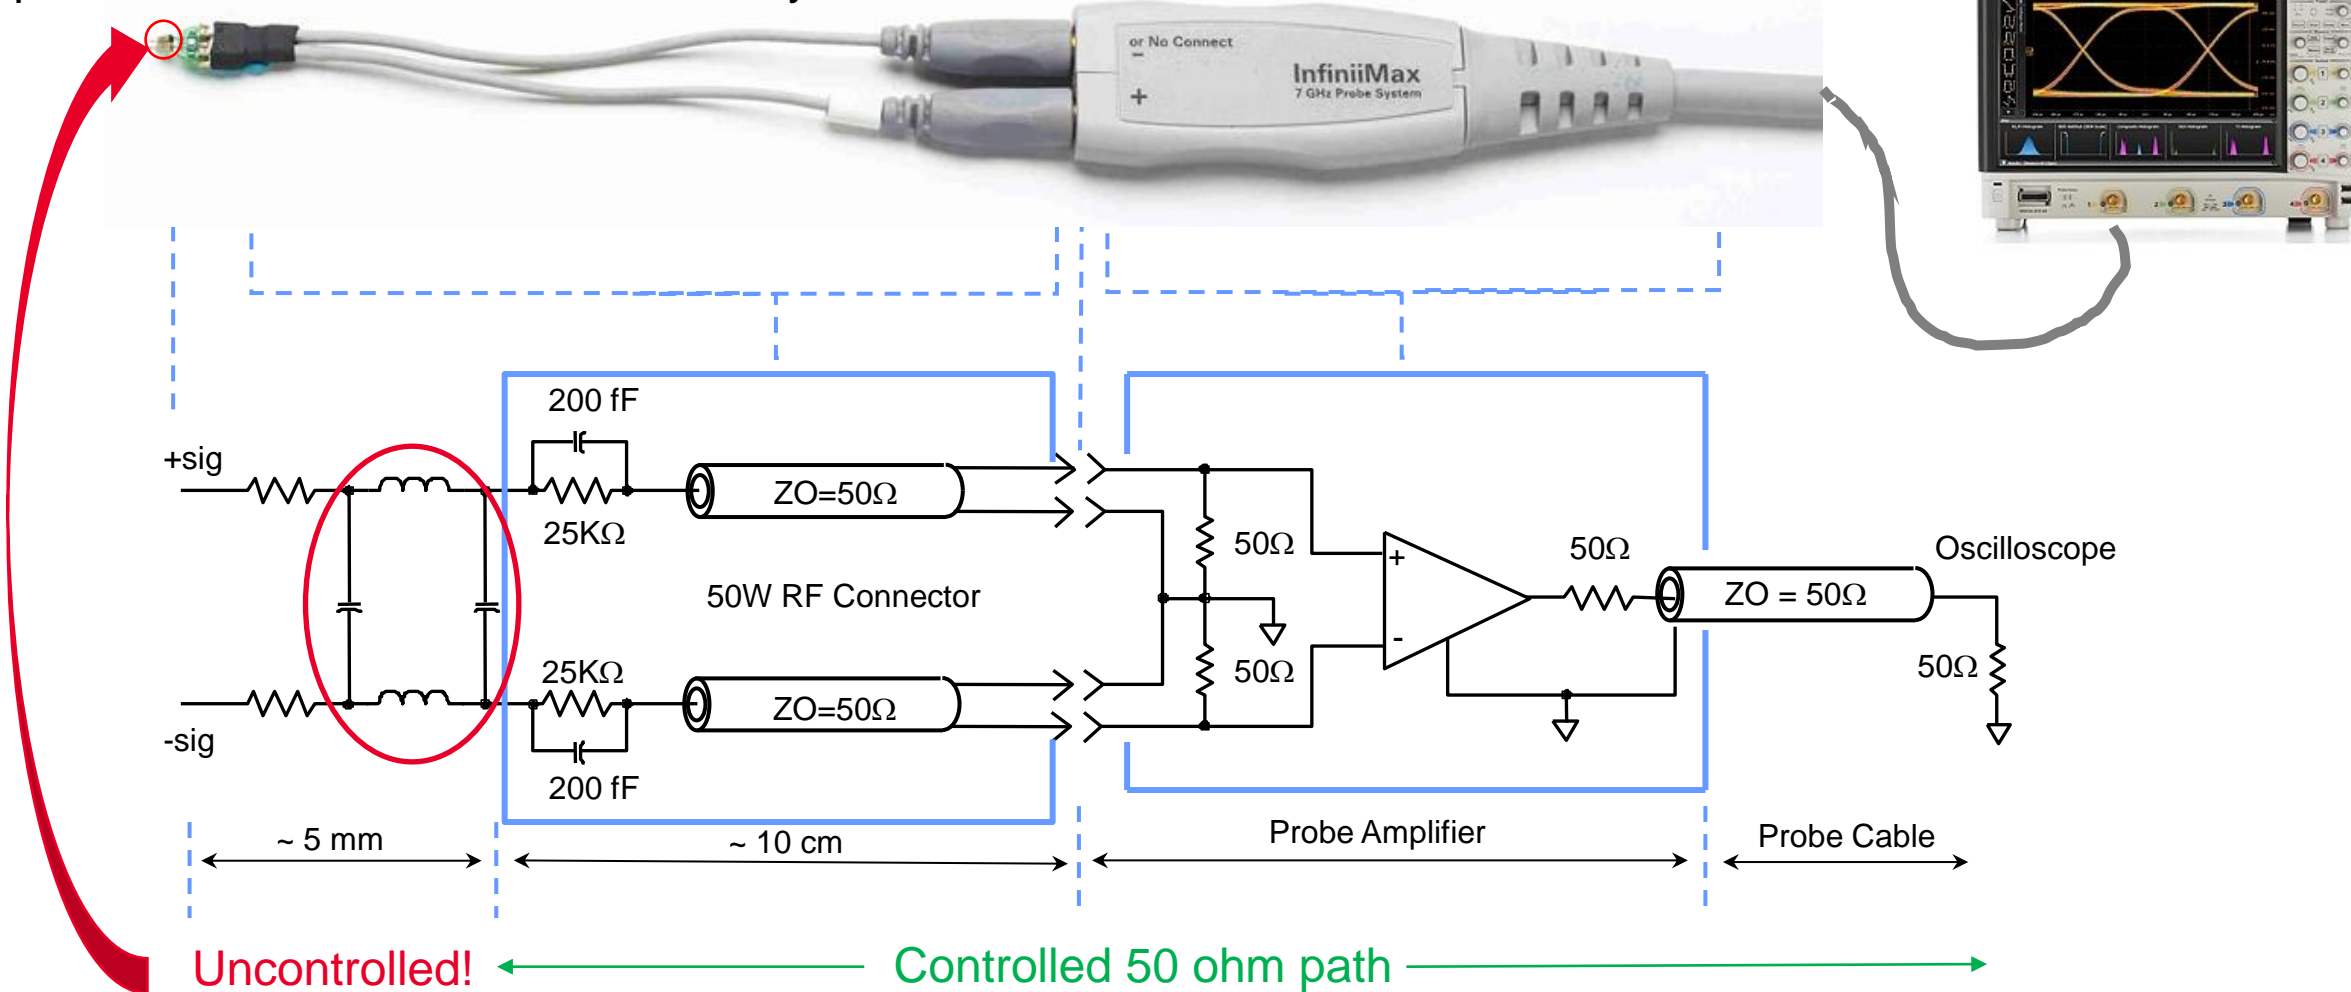 or No Connect
-
+
InfiniiMax
7 GHz Probe System
200 fF
+sig
ZO=50Ω
25KΩ
50Ω
50Ω
Oscilloscope
+
50W RF Connector
ZO = 50Ω
-
25KΩ
50Ω
50Ω
ZO=50Ω
-sig
200 fF
~ 5 mm
~ 10 cm
Probe Amplifier
Probe Cable
Uncontrolled!
Controlled 50 ohm path